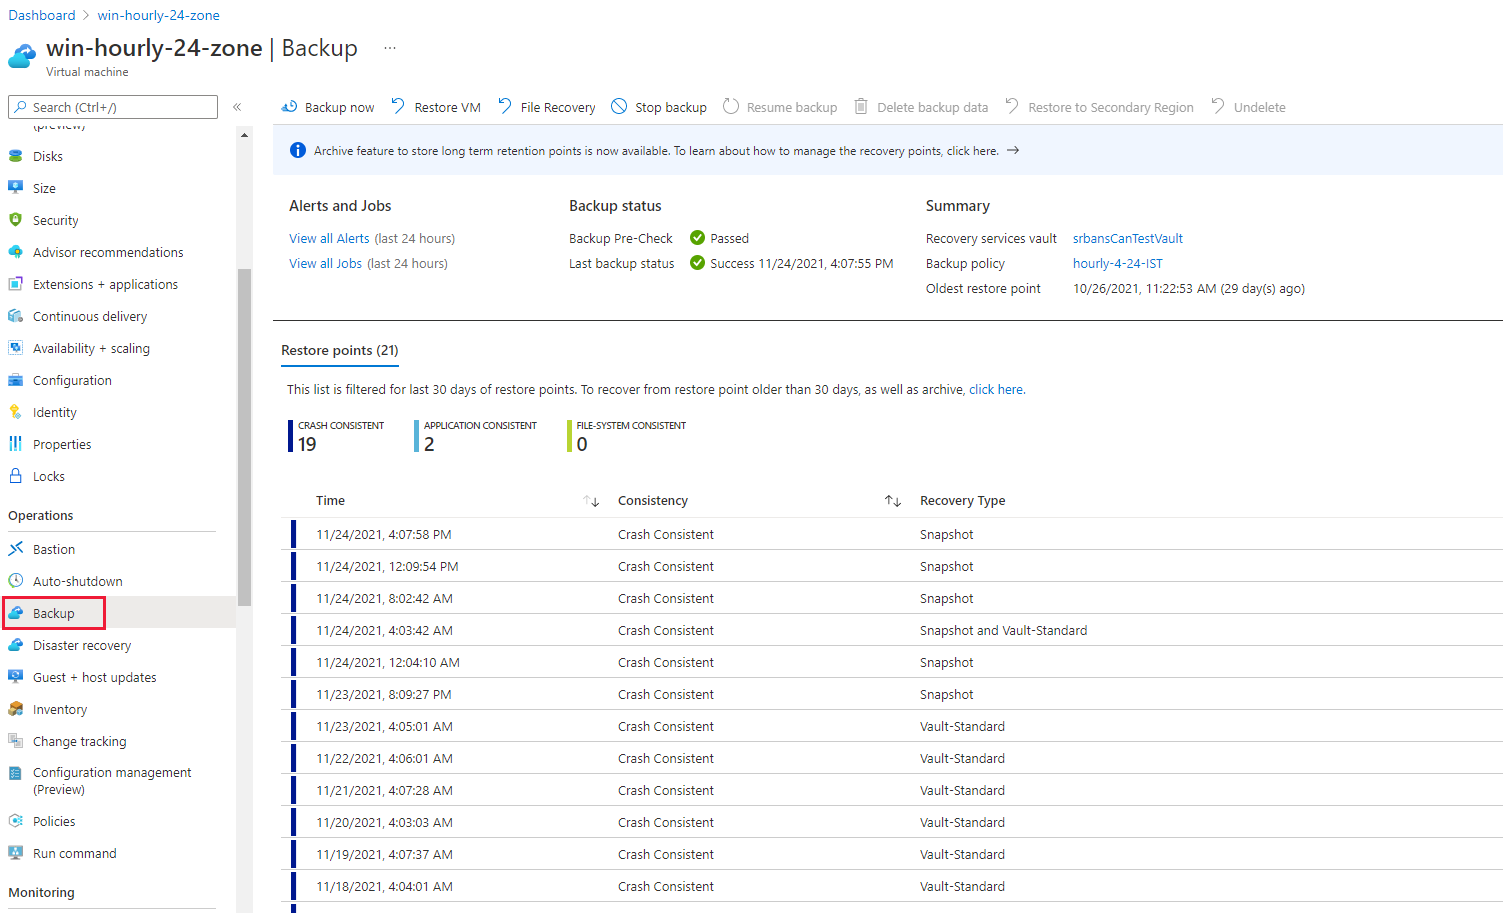 Dashboard > win-hourly-24-zone
win-hourly-24-zone | Backup ...
Virtual machine
Search (Ctrl+/) «
(preview)
Disks
Size
Security
Advisor recommendations
Extensions + applications
Continuous delivery
Availability + scaling
Configuration
Identity
Properties
Locks
Operations
Bastion
Auto-shutdown
Backup
Disaster recovery
Guest + host updates
Inventory
Change tracking
Configuration management
(Preview)
Policies
Run command
Monitoring
Backup now Restore VM File Recovery Stop backup Resume backup Delete backup data Restore to Secondary Region Undelete
Archive feature to store long term retention points is now available. To learn about how to manage the recovery points, click here. →
Alerts and Jobs
View all Alerts (last 24 hours)
View all Jobs (last 24 hours)
Backup status
Backup Pre-Check Passed
Last backup status Success 11/24/2021, 4:07:55 PM
Summary
Recovery services vault srbansCanTestVault
Backup policy hourly-4-24-IST
Oldest restore point 10/26/2021, 11:22:53 AM (29 day(s) ago)
Restore points (21)
This list is filtered for last 30 days of restore points. To recover from restore point older than 30 days, as well as archive, click here.
CRASH CONSISTENT
19
APPLICATION CONSISTENT
2
FILE-SYSTEM CONSISTENT
0
Time ↑↓ Consistency ↑↓ Recovery Type
11/24/2021, 4:07:58 PM Crash Consistent Snapshot
11/24/2021, 12:09:54 PM Crash Consistent Snapshot
11/24/2021, 8:02:42 AM Crash Consistent Snapshot
11/24/2021, 4:03:42 AM Crash Consistent Snapshot and Vault-Standard
11/24/2021, 12:04:10 AM Crash Consistent Snapshot
11/23/2021, 8:09:27 PM Crash Consistent Snapshot
11/23/2021, 4:05:01 AM Crash Consistent Vault-Standard
11/22/2021, 4:06:01 AM Crash Consistent Vault-Standard
11/21/2021, 4:07:28 AM Crash Consistent Vault-Standard
11/20/2021, 4:03:03 AM Crash Consistent Vault-Standard
11/19/2021, 4:07:37 AM Crash Consistent Vault-Standard
11/18/2021, 4:04:01 AM Crash Consistent Vault-Standard